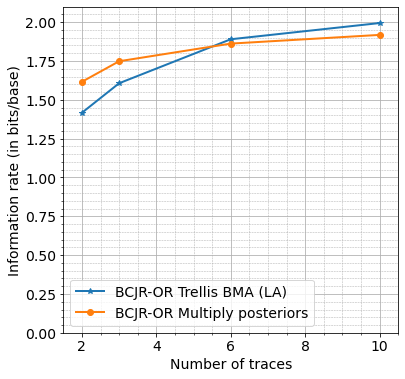 2.00
1.75
1.50
1.25
1.00
0.75
0.50
0.25
0.00
Information rate (in bits/base)
BCJR-OR Trellis BMA (LA)
BCJR-OR Multiply posteriors
2 4 6 8 10
Number of traces